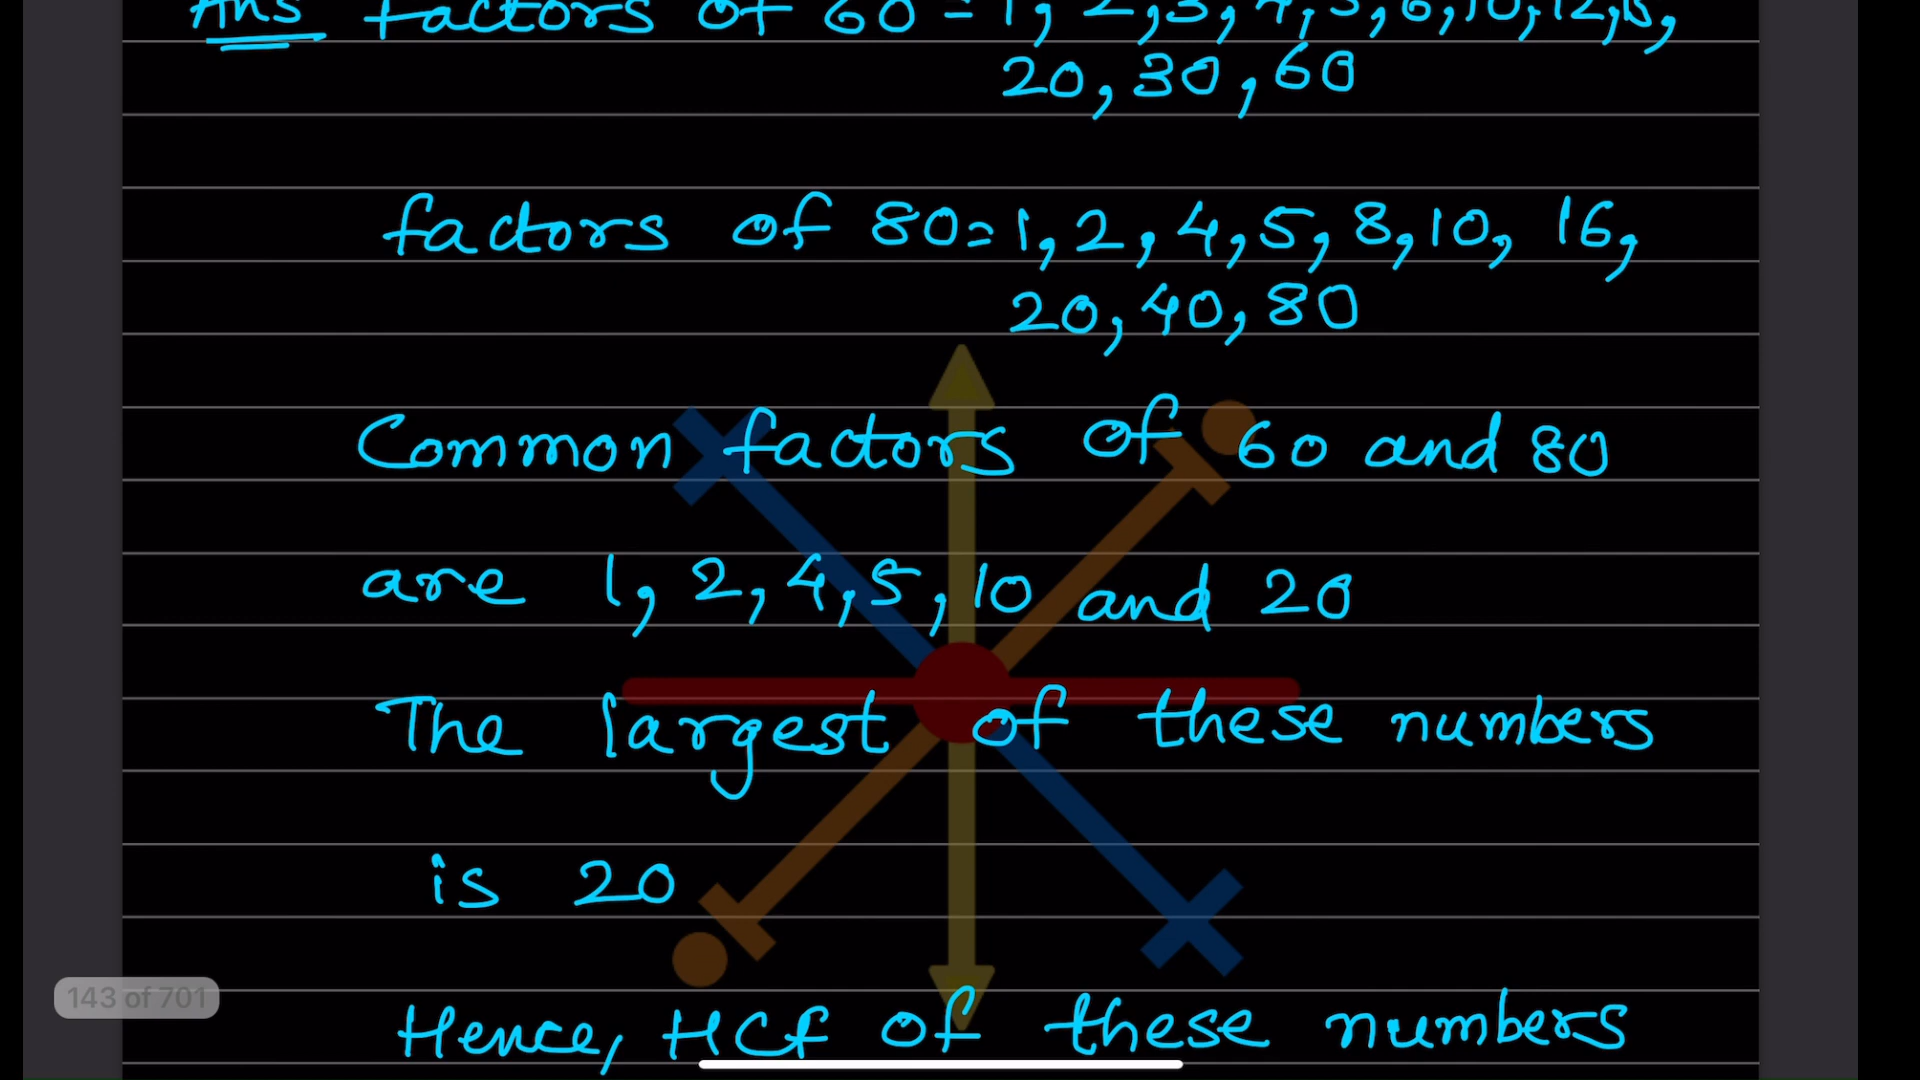 Ans factors of 60 = 1, 2, 3, 4, 5, 6, 10, 12, 15,
20, 30, 60
factors of 80 = 1, 2, 4, 5, 8, 10, 16,
20, 40, 80
Common factors of 60 and 80
are 1, 2, 4, 5, 10 and 20
The largest of these numbers
is 20
143 of 701
Hence, HCF of these numbers